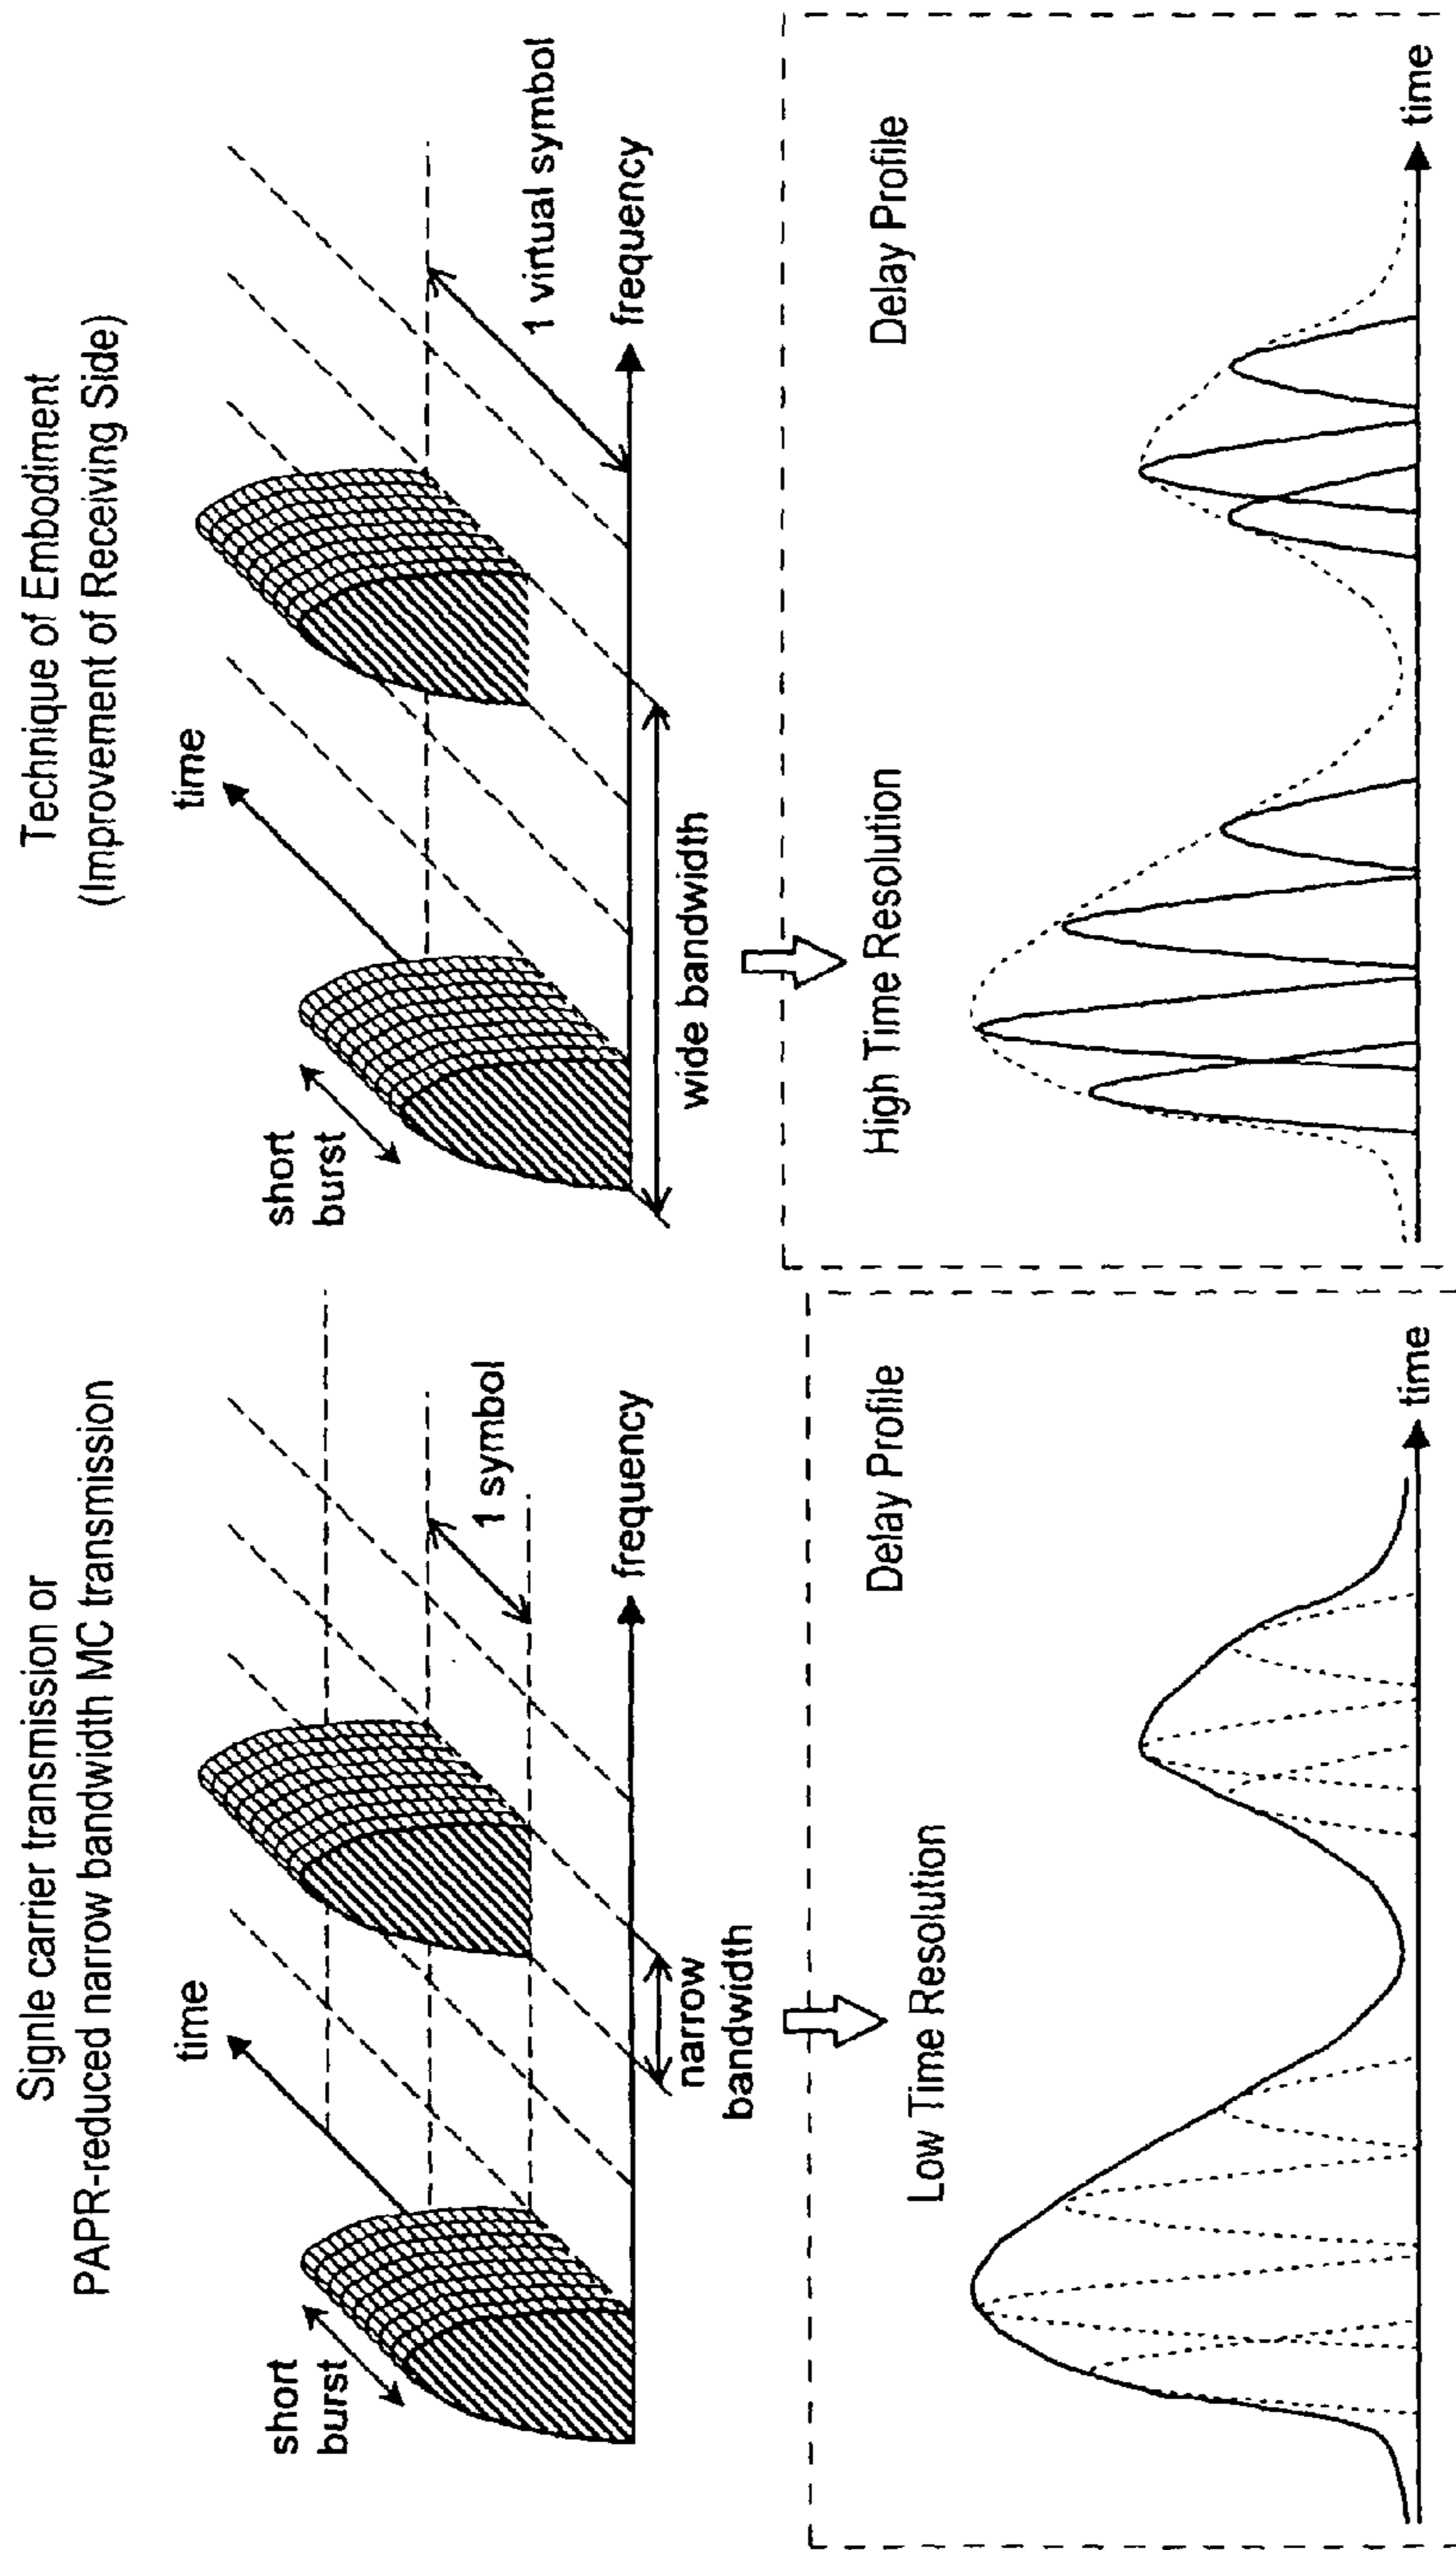 Signle carrier transmission or
PAPR-reduced narrow bandwidth MC transmission
time
short
burst
1 symbol
frequency
narrow
bandwidth
Low Time Resolution
Delay Profile
time
Technique of Embodiment
(Improvement of Receiving Side)
time
short
burst
1 virtual symbol
frequency
wide bandwidth
High Time Resolution
Delay Profile
time